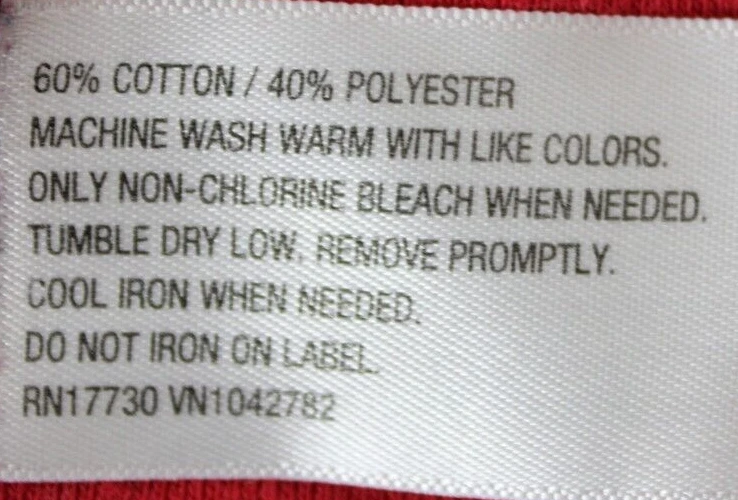 60% COTTON / 40% POLYESTER
MACHINE WASH WARM WITH LIKE COLORS.
ONLY NON-CHLORINE BLEACH WHEN NEEDED.
TUMBLE DRY LOW. REMOVE PROMPTLY.
COOL IRON WHEN NEEDED.
DO NOT IRON ON LABEL.
RN17730 VN1042782